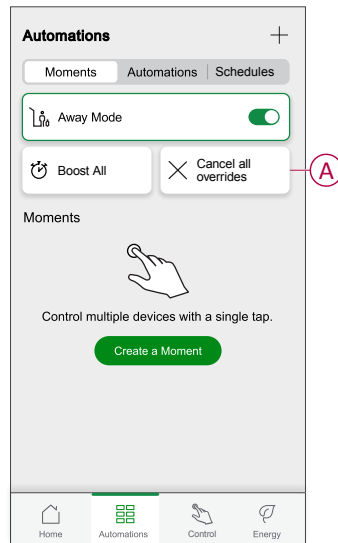 Automations
Moments Automations Schedules
Away Mode
Boost All
Cancel all
overrides
A
Moments
Control multiple devices with a single tap.
Create a Moment
Home Automations Control Energy